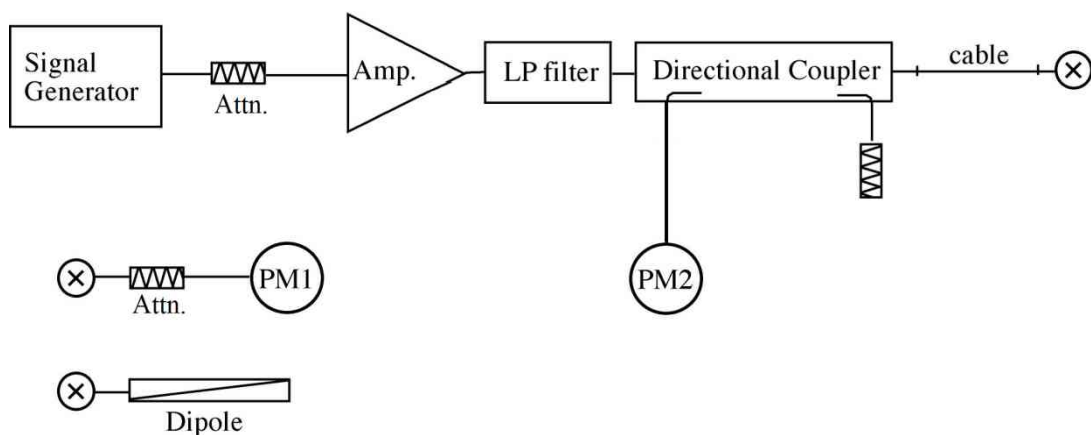 Signal
Generator
Attn.
Amp.
LP filter
Directional Coupler
cable
Attn.
PM1
PM2
Dipole